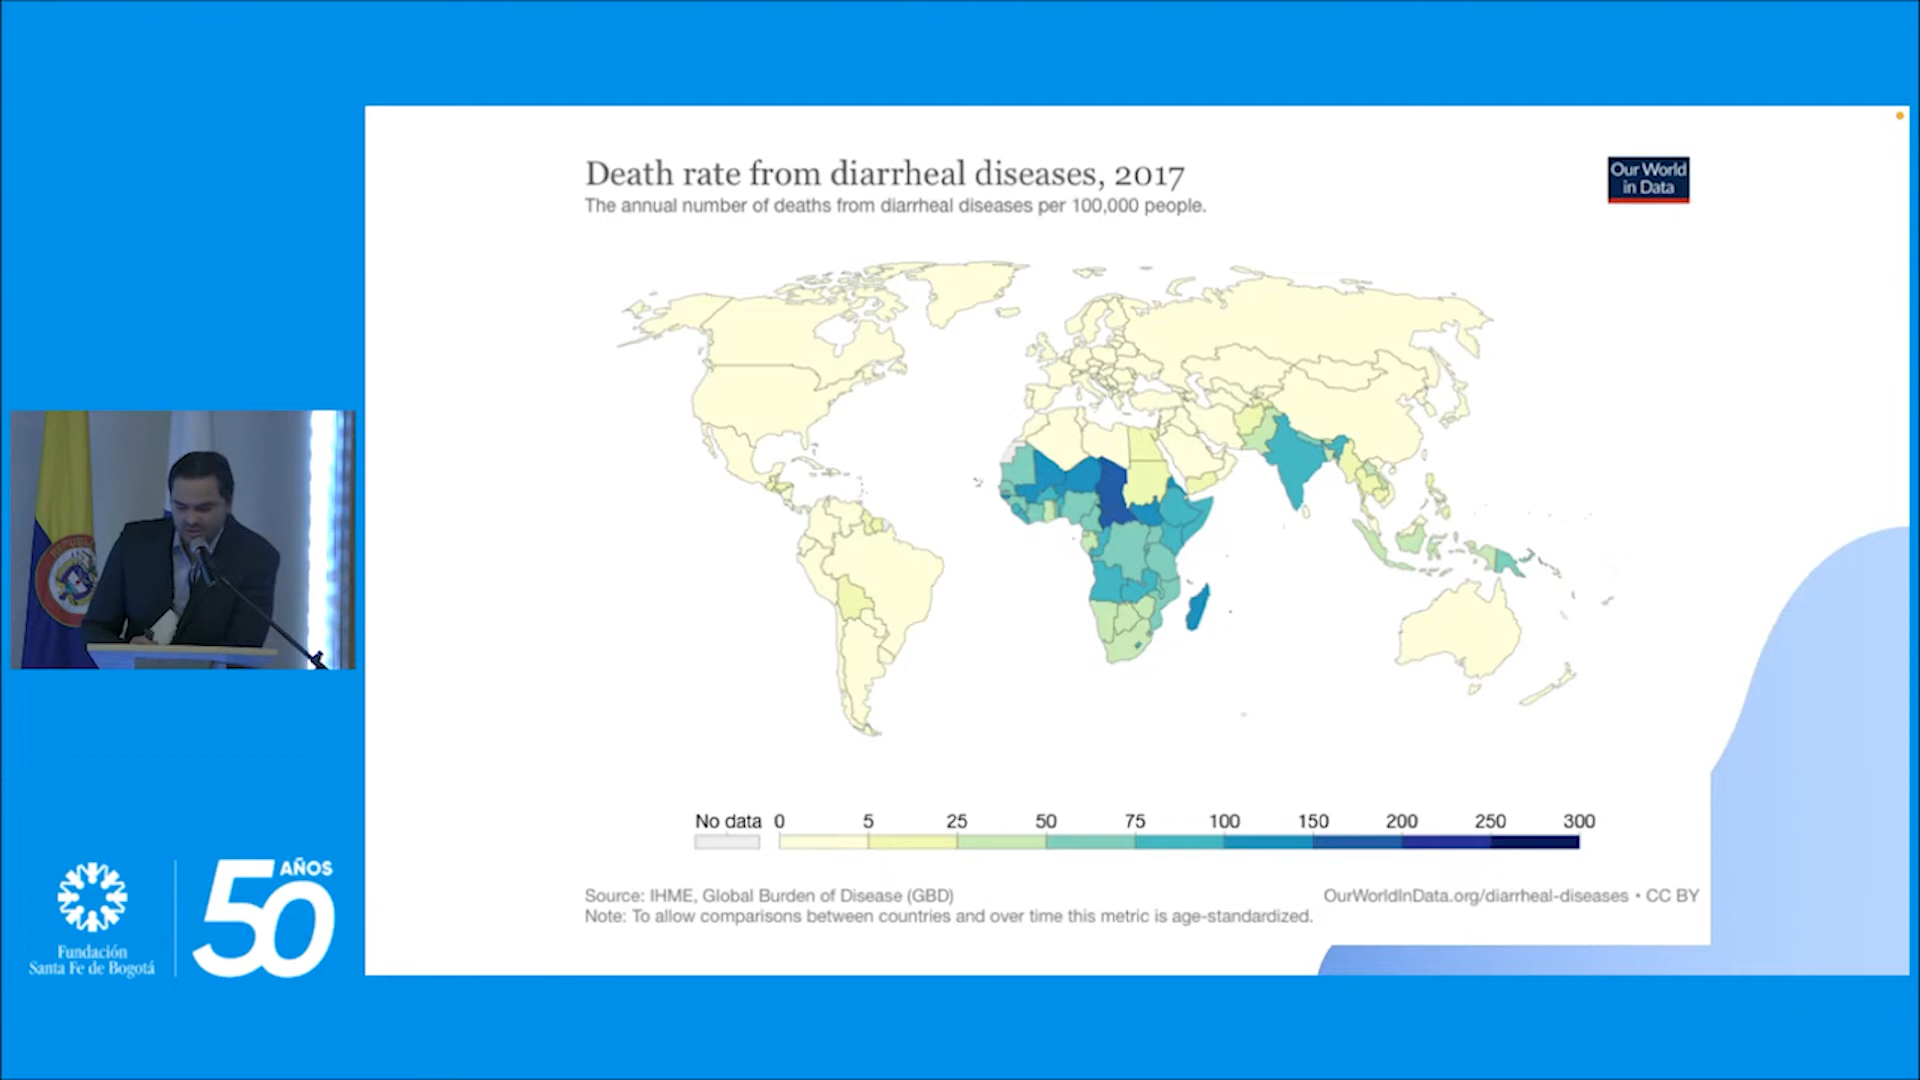 Death rate from diarrheal diseases, 2017
The annual number of deaths from diarrheal diseases per 100,000 people.
Our World
in Data
No data 0 5 25 50 75 100 150 200 250 300
Source: IHME, Global Burden of Disease (GBD)
Note: To allow comparisons between countries and over time this metric is age-standardized.
OurWorldInData.org/diarrheal-diseases • CC BY
Fundación
Santa Fe de Bogotá
50
AÑOS